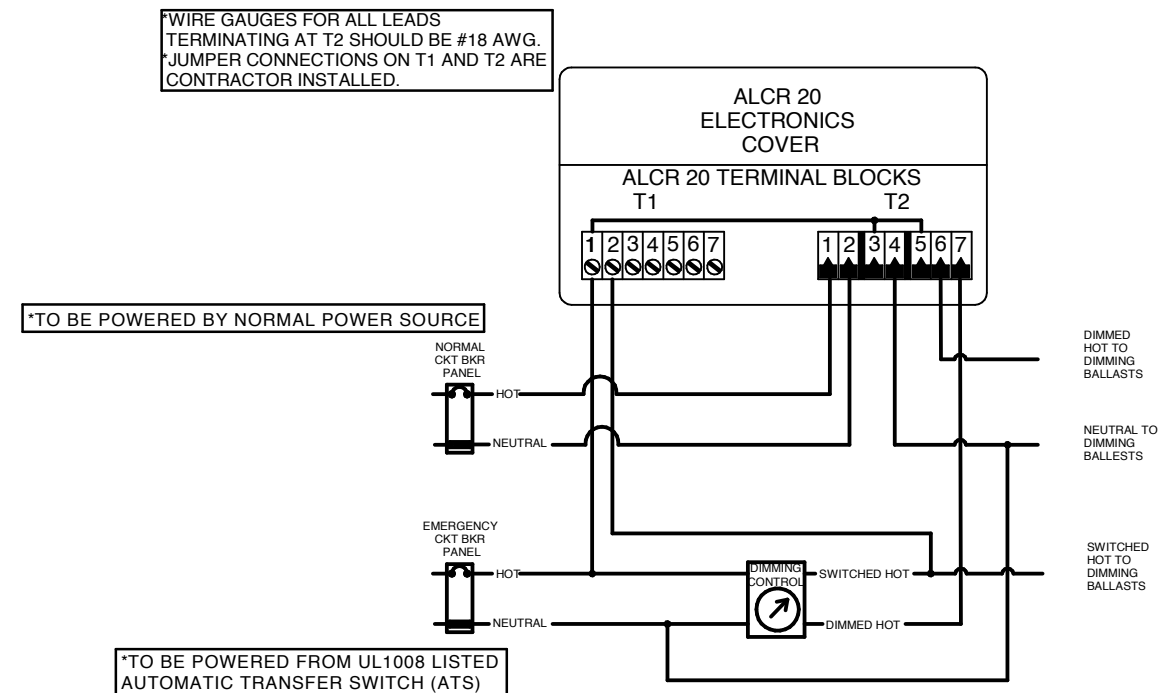 *WIRE GAUGES FOR ALL LEADS
TERMINATING AT T2 SHOULD BE #18 AWG.
*JUMPER CONNECTIONS ON T1 AND T2 ARE
CONTRACTOR INSTALLED.
ALCR 20
ELECTRONICS
COVER
ALCR 20 TERMINAL BLOCKS
T1 T2
1 2 3 4 5 6 7 1 2 3 4 5 6 7
*TO BE POWERED BY NORMAL POWER SOURCE
NORMAL
CKT BKR
PANEL
HOT
NEUTRAL
DIMMED
HOT TO
DIMMING
BALLASTS
NEUTRAL TO
DIMMING
BALLESTS
EMERGENCY
CKT BKR
PANEL
HOT
NEUTRAL
DIMMING
CONTROL
SWITCHED HOT
DIMMED HOT
SWITCHED
HOT TO
DIMMING
BALLASTS
*TO BE POWERED FROM UL1008 LISTED
AUTOMATIC TRANSFER SWITCH (ATS)